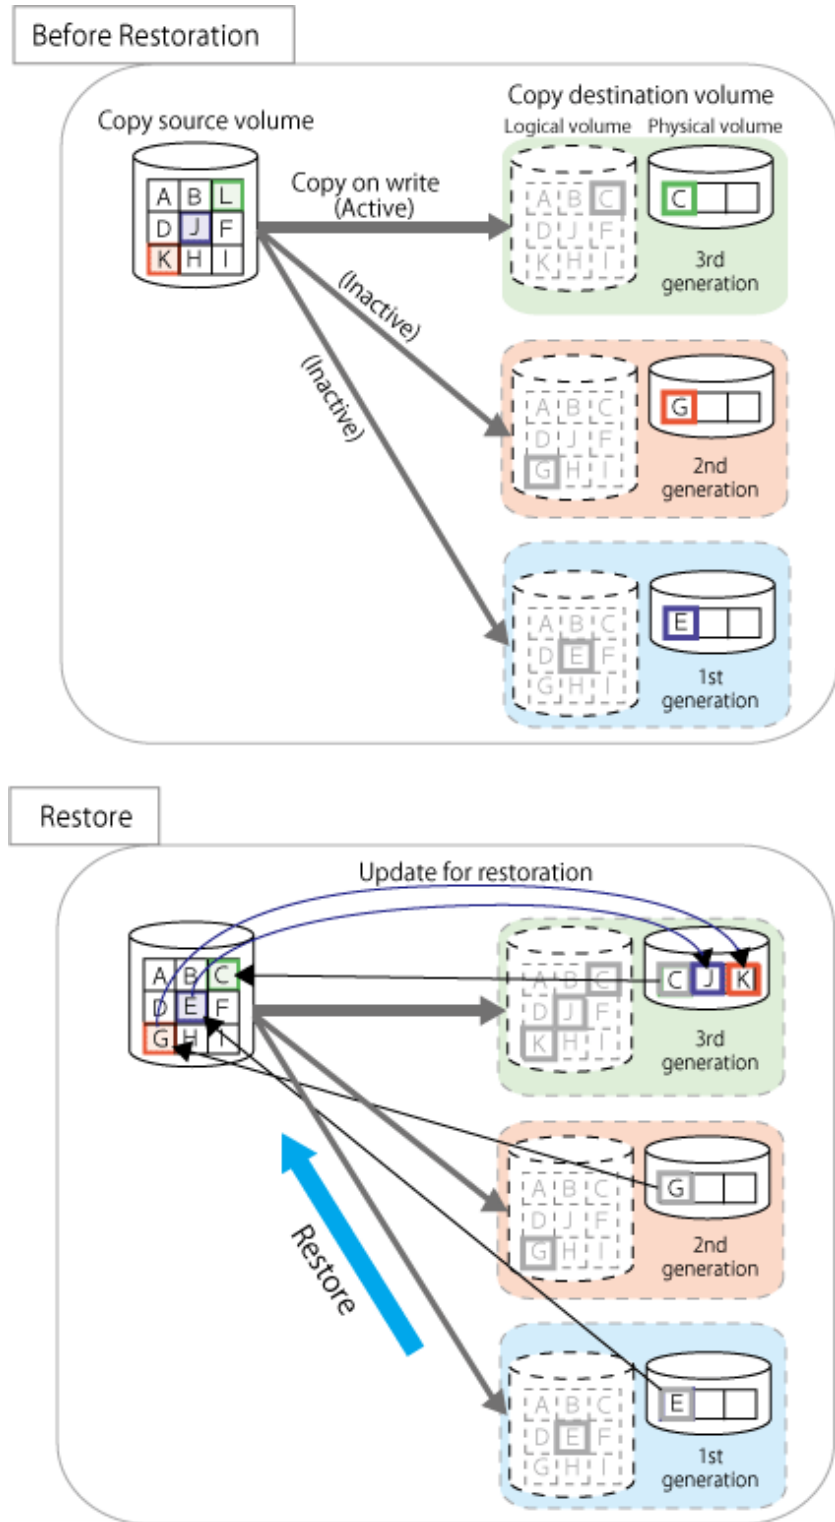 Before Restoration
Copy destination volume
Copy source volume
Logical volume Physical volume
A B L
D J F
K H I
Copy on write
(Active)
A B C
D J F
K H I
C
3rd
generation
(Inactive)
A B C
D J F
G H I
G
2nd
generation
(Inactive)
A B C
D E F
G H I
E
1st
generation
Restore
Update for restoration
A B C
D E F
G H I
A B C
D J F
K H I
C J K
3rd
generation
A B C
D J F
G H I
G
2nd
generation
Restore
A B C
D E F
G H I
E
1st
generation